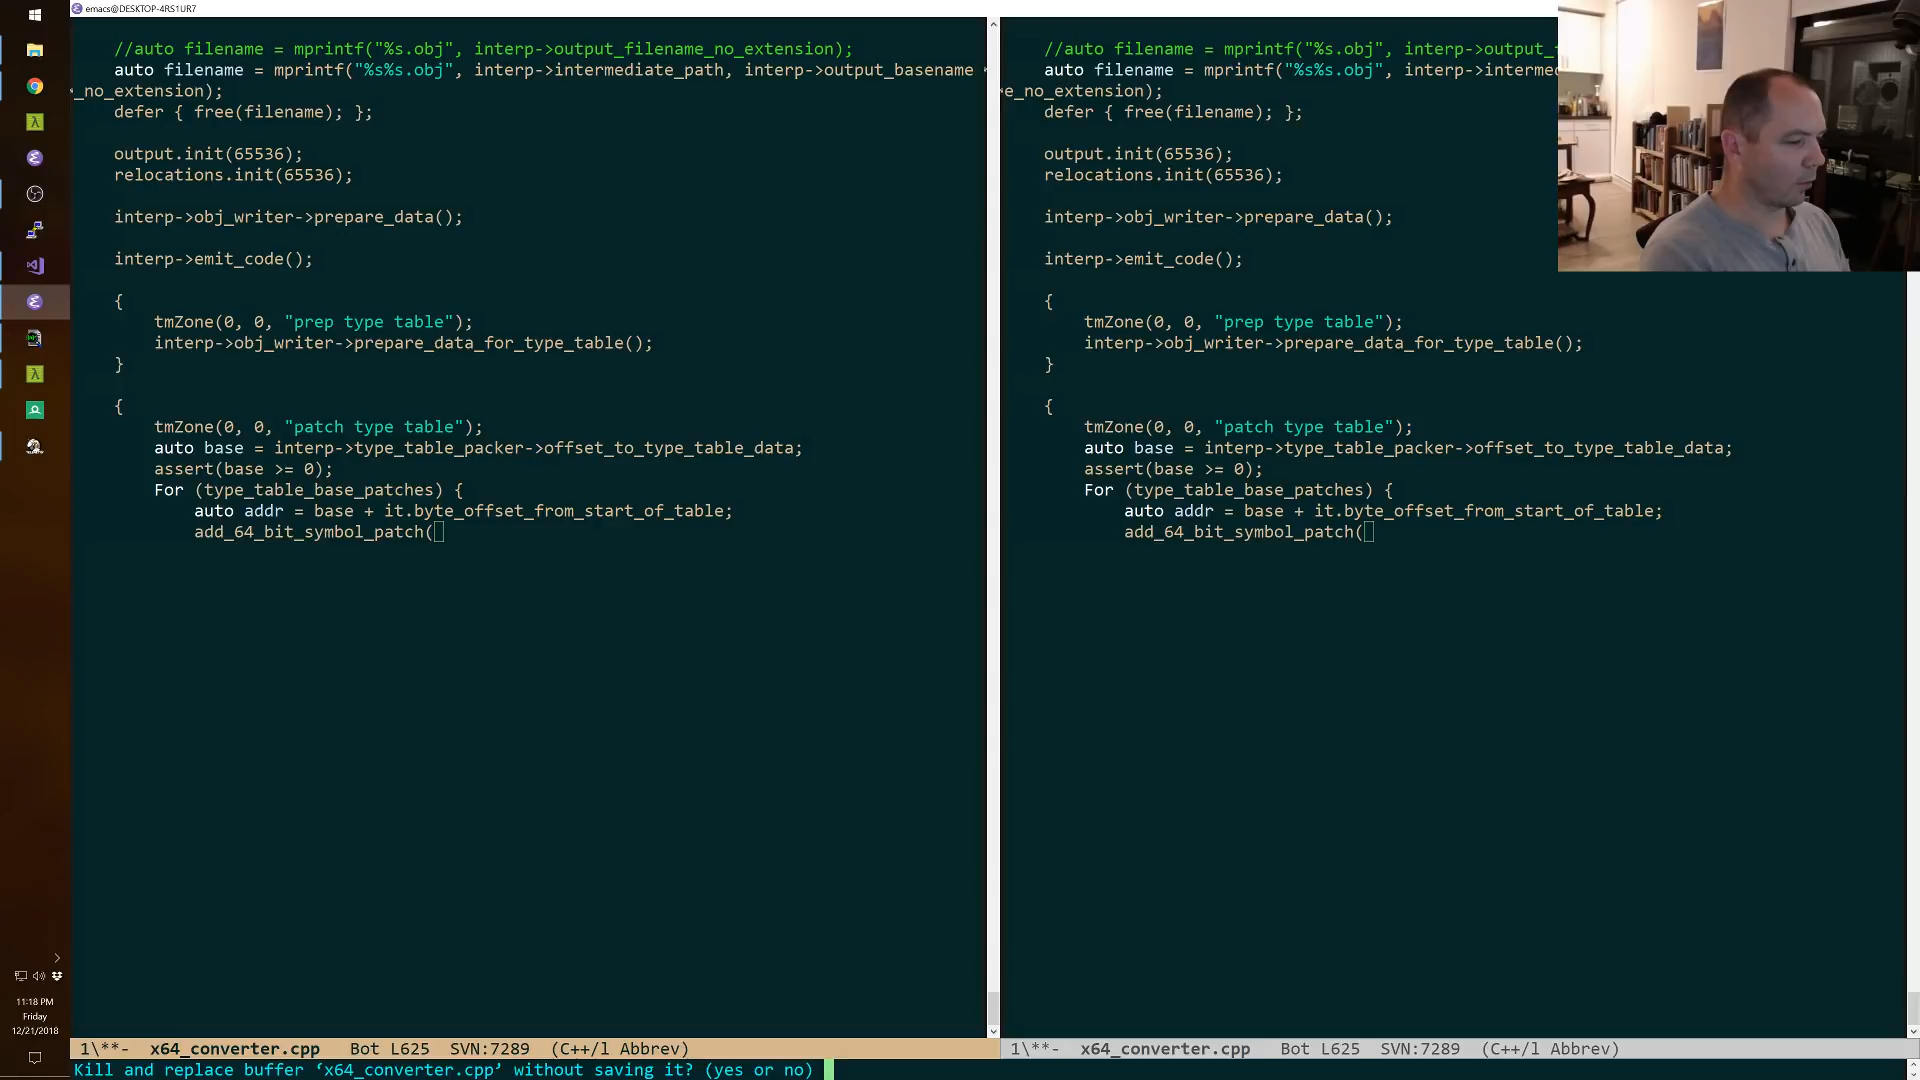 emacs@DESKTOP-4RS1UR7
//auto filename = mprintf("%s.obj", interp->output_filename_no_extension);
auto filename = mprintf("%s%s.obj", interp->intermediate_path, interp->output_basename
_no_extension);
defer { free(filename); };
output.init(65536);
relocations.init(65536);
interp->obj_writer->prepare_data();
interp->emit_code();
{
tmZone(0, 0, "prep type table");
interp->obj_writer->prepare_data_for_type_table();
}
{
tmZone(0, 0, "patch type table");
auto base = interp->type_table_packer->offset_to_type_table_data;
assert(base >= 0);
For (type_table_base_patches) {
auto addr = base + it.byte_offset_from_start_of_table;
add_64_bit_symbol_patch(
1\**- x64_converter.cpp Bot L625 SVN:7289 (C++/l Abbrev)
//auto filename = mprintf("%s.obj", interp->output_
auto filename = mprintf("%s%s.obj", interp->intermed
e_no_extension);
defer { free(filename); };
output.init(65536);
relocations.init(65536);
interp->obj_writer->prepare_data();
interp->emit_code();
{
tmZone(0, 0, "prep type table");
interp->obj_writer->prepare_data_for_type_table();
}
{
tmZone(0, 0, "patch type table");
auto base = interp->type_table_packer->offset_to_type_table_data;
assert(base >= 0);
For (type_table_base_patches) {
auto addr = base + it.byte_offset_from_start_of_table;
add_64_bit_symbol_patch(
1\**- x64_converter.cpp Bot L625 SVN:7289 (C++/l Abbrev)
Kill and replace buffer ‘x64_converter.cpp’ without saving it? (yes or no)
11:18 PM
Friday
12/21/2018